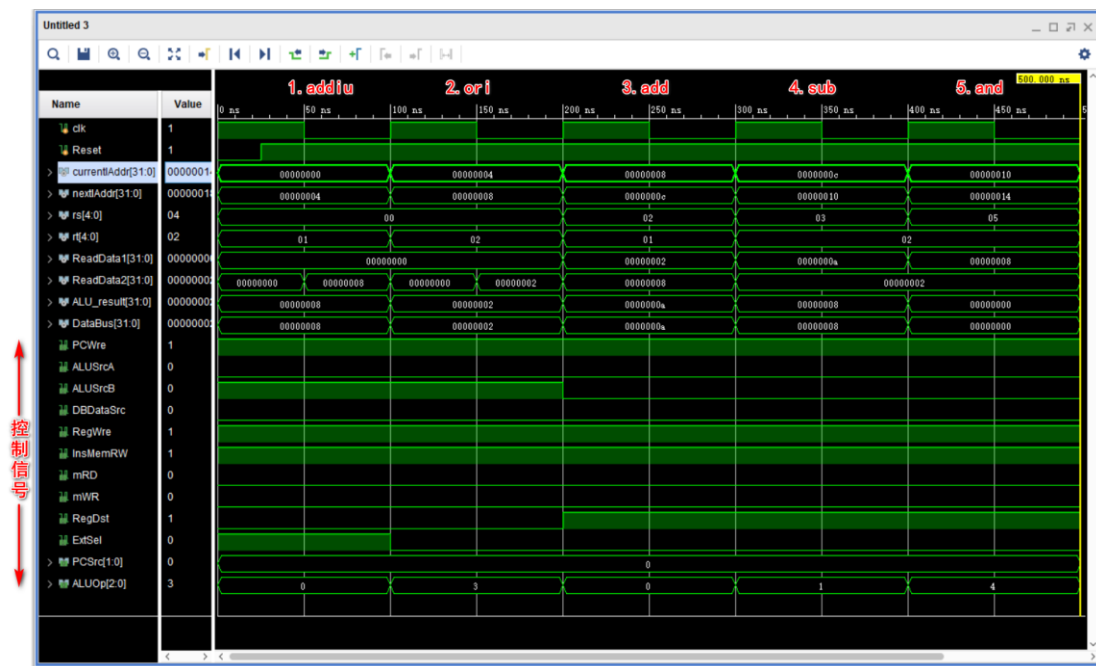 Untitled 3
1. addiu 2. ori 3. add 4. sub 5. and
500.000 ns
Name Value
0 ns 50 ns 100 ns 150 ns 200 ns 250 ns 300 ns 350 ns 400 ns 450 ns 5
clk 1
Reset 1
currentIAddr[31:0] 0000001 00000000 00000004 00000008 0000000c 00000010
nextIAddr[31:0] 0000001 00000004 00000008 0000000c 00000010 00000014
rs[4:0] 04 00 02 03 05
rt[4:0] 02 01 02 01 02
ReadData1[31:0] 0000000 00000000 00000002 0000000a 00000008
ReadData2[31:0] 0000000 00000000 00000008 00000000 00000002 00000008 00000002
ALU_result[31:0] 0000000 00000008 00000002 0000000a 00000008 00000000
DataBus[31:0] 0000000 00000008 00000002 0000000a 00000008 00000000
PCWre 1
ALUSrcA 0
ALUSrcB 0
DBDataSrc 0
控制信号
RegWre 1
InsMemRW 1
mRD 0
mWR 0
RegDst 1
ExtSel 0
PCSrc[1:0] 0 0
ALUOp[2:0] 3 0 3 0 1 4